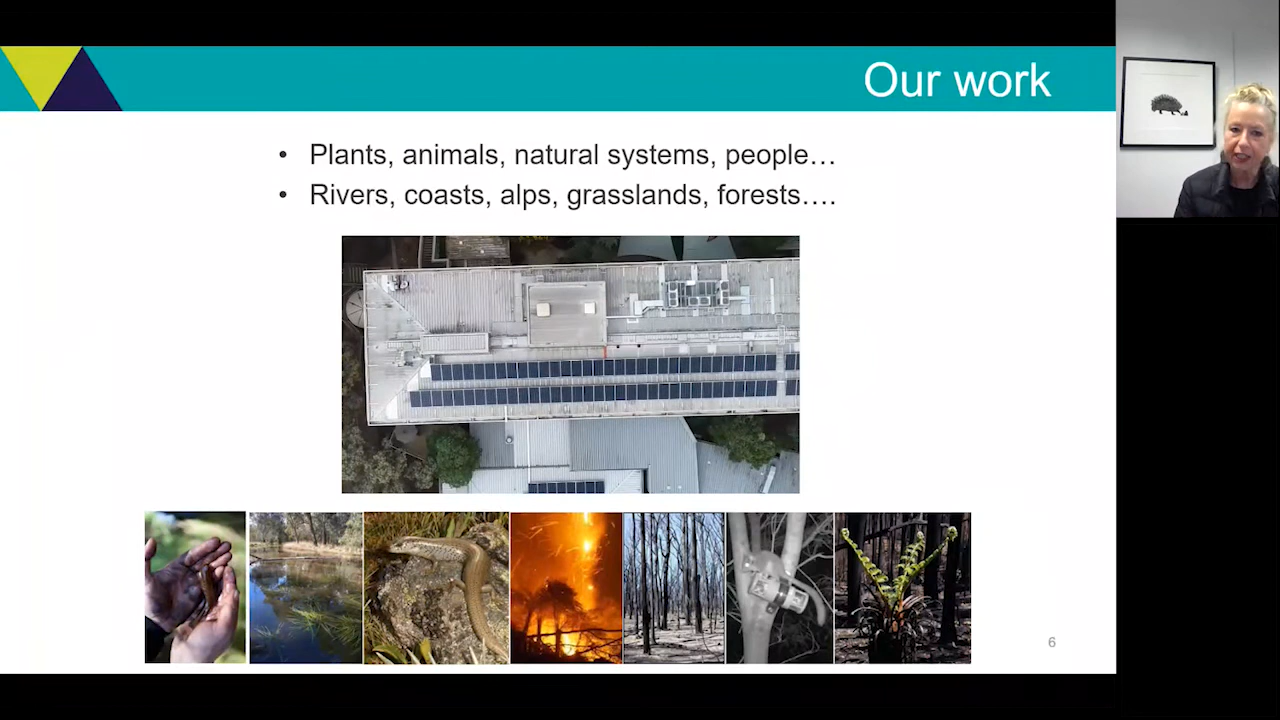 Our work
• Plants, animals, natural systems, people…
• Rivers, coasts, alps, grasslands, forests….
6